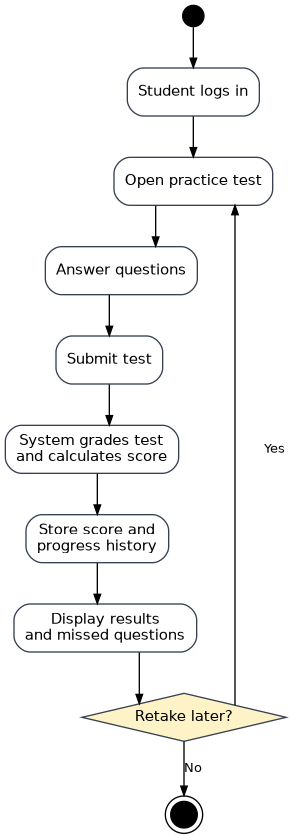 Student logs in
Open practice test
Answer questions
Submit test
System grades test
and calculates score
Yes
Store score and
progress history
Display results
and missed questions
Retake later?
No